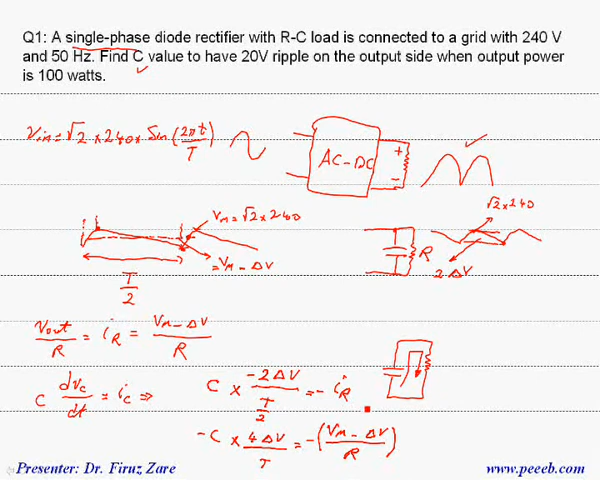 Q1: A single-phase diode rectifier with R-C load is connected to a grid with 240 V
and 50 Hz. Find C value to have 20V ripple on the output side when output power
is 100 watts.
Vin = √2 × 240 × Sin (2πt/T)
AC-DC
+
-
VM = √2 × 240
= VM - ΔV
T/2
R
√2 × 240
2ΔV
Vout/R = iR = (VM - ΔV)/R
C dVc/dt = ic ⇒ C × (-2ΔV)/(T/2) = - iR
-C × 4ΔV/T = -((VM - ΔV)/R)
Presenter: Dr. Firuz Zare
www.peeeb.com